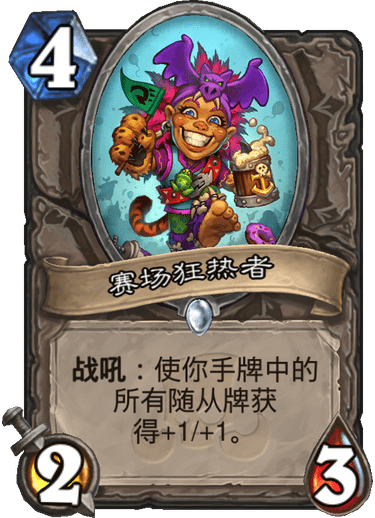 4
赛场狂热者
战吼：使你手牌中的
所有随从牌获
得+1/+1。
2
3